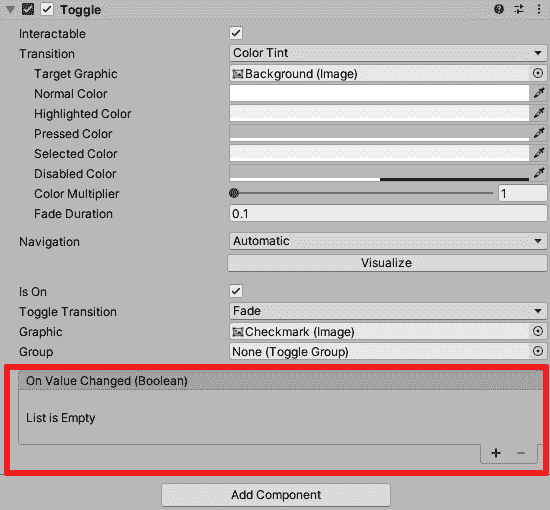 Toggle
Interactable
Transition Color Tint
Target Graphic Background (Image)
Normal Color
Highlighted Color
Pressed Color
Selected Color
Disabled Color
Color Multiplier 1
Fade Duration 0.1
Navigation Automatic
Visualize
Is On
Toggle Transition Fade
Graphic Checkmark (Image)
Group None (Toggle Group)
On Value Changed (Boolean)
List is Empty
+ −
Add Component